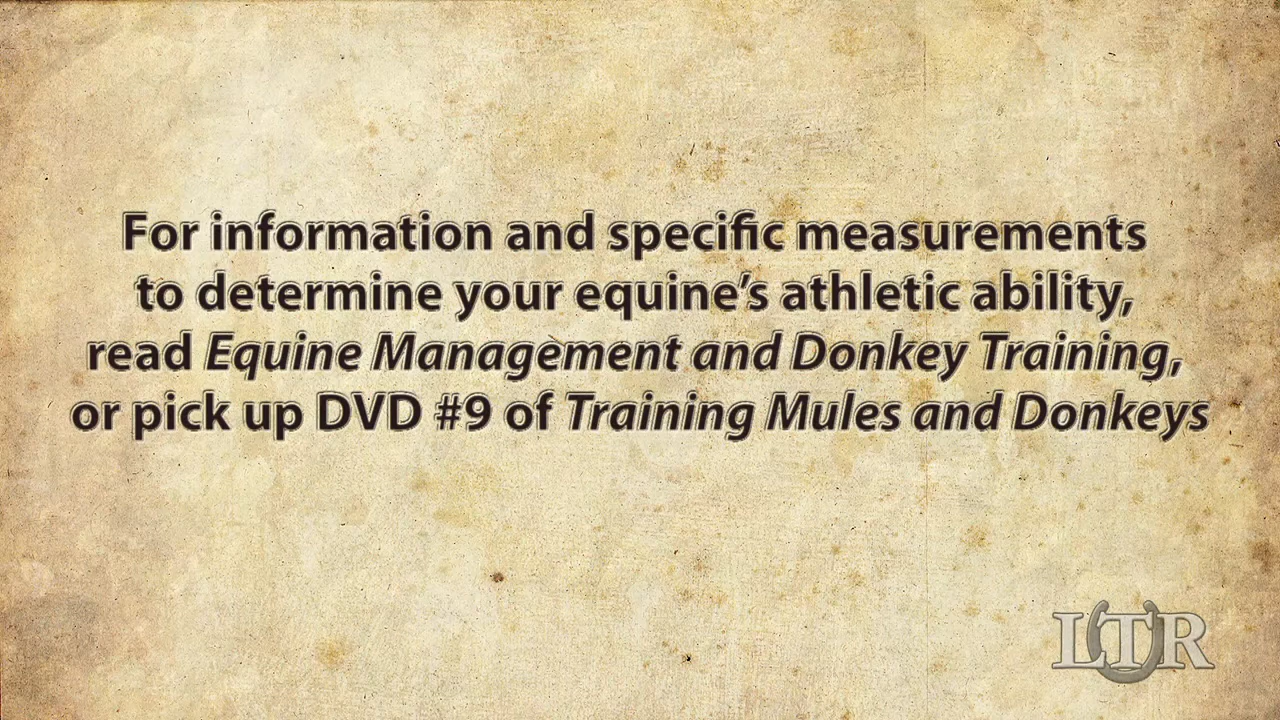 For information and specific measurements
to determine your equine’s athletic ability,
read Equine Management and Donkey Training,
or pick up DVD #9 of Training Mules and Donkeys
LTR